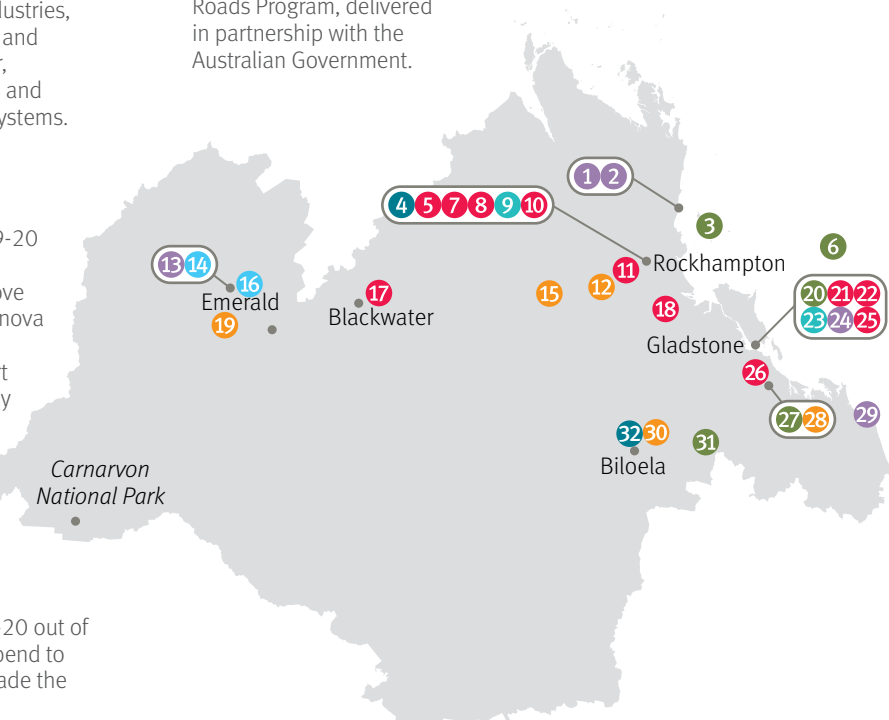 dustries,
and
r,
and
ystems.
9-20
ove
nova
rt
y
-20 out of
pend to
ade the
Roads Program, delivered
in partnership with the
Australian Government.
1 2
4 5 7 8 9 10
3
6
13 14
16
Emerald
19
17
Blackwater
15
12
11
Rockhampton
18
20 21 22
23 24 25
Gladstone
26
27 28
29
32 30
31
Biloela
Carnarvon
National Park